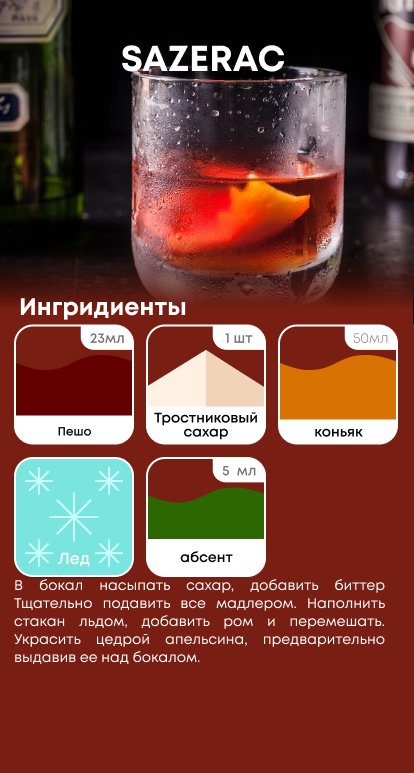 SAZERAC
Ингридиенты
23мл
1 шт
50мл
Пешо
Тростниковый
сахар
коньяк
5 мл
Лед
абсент
В бокал насыпать сахар, добавить биттер
Тщательно подавить все мадлером. Наполнить
стакан льдом, добавить ром и перемешать.
Украсить цедрой апельсина, предварительно
выдавив ее над бокалом.